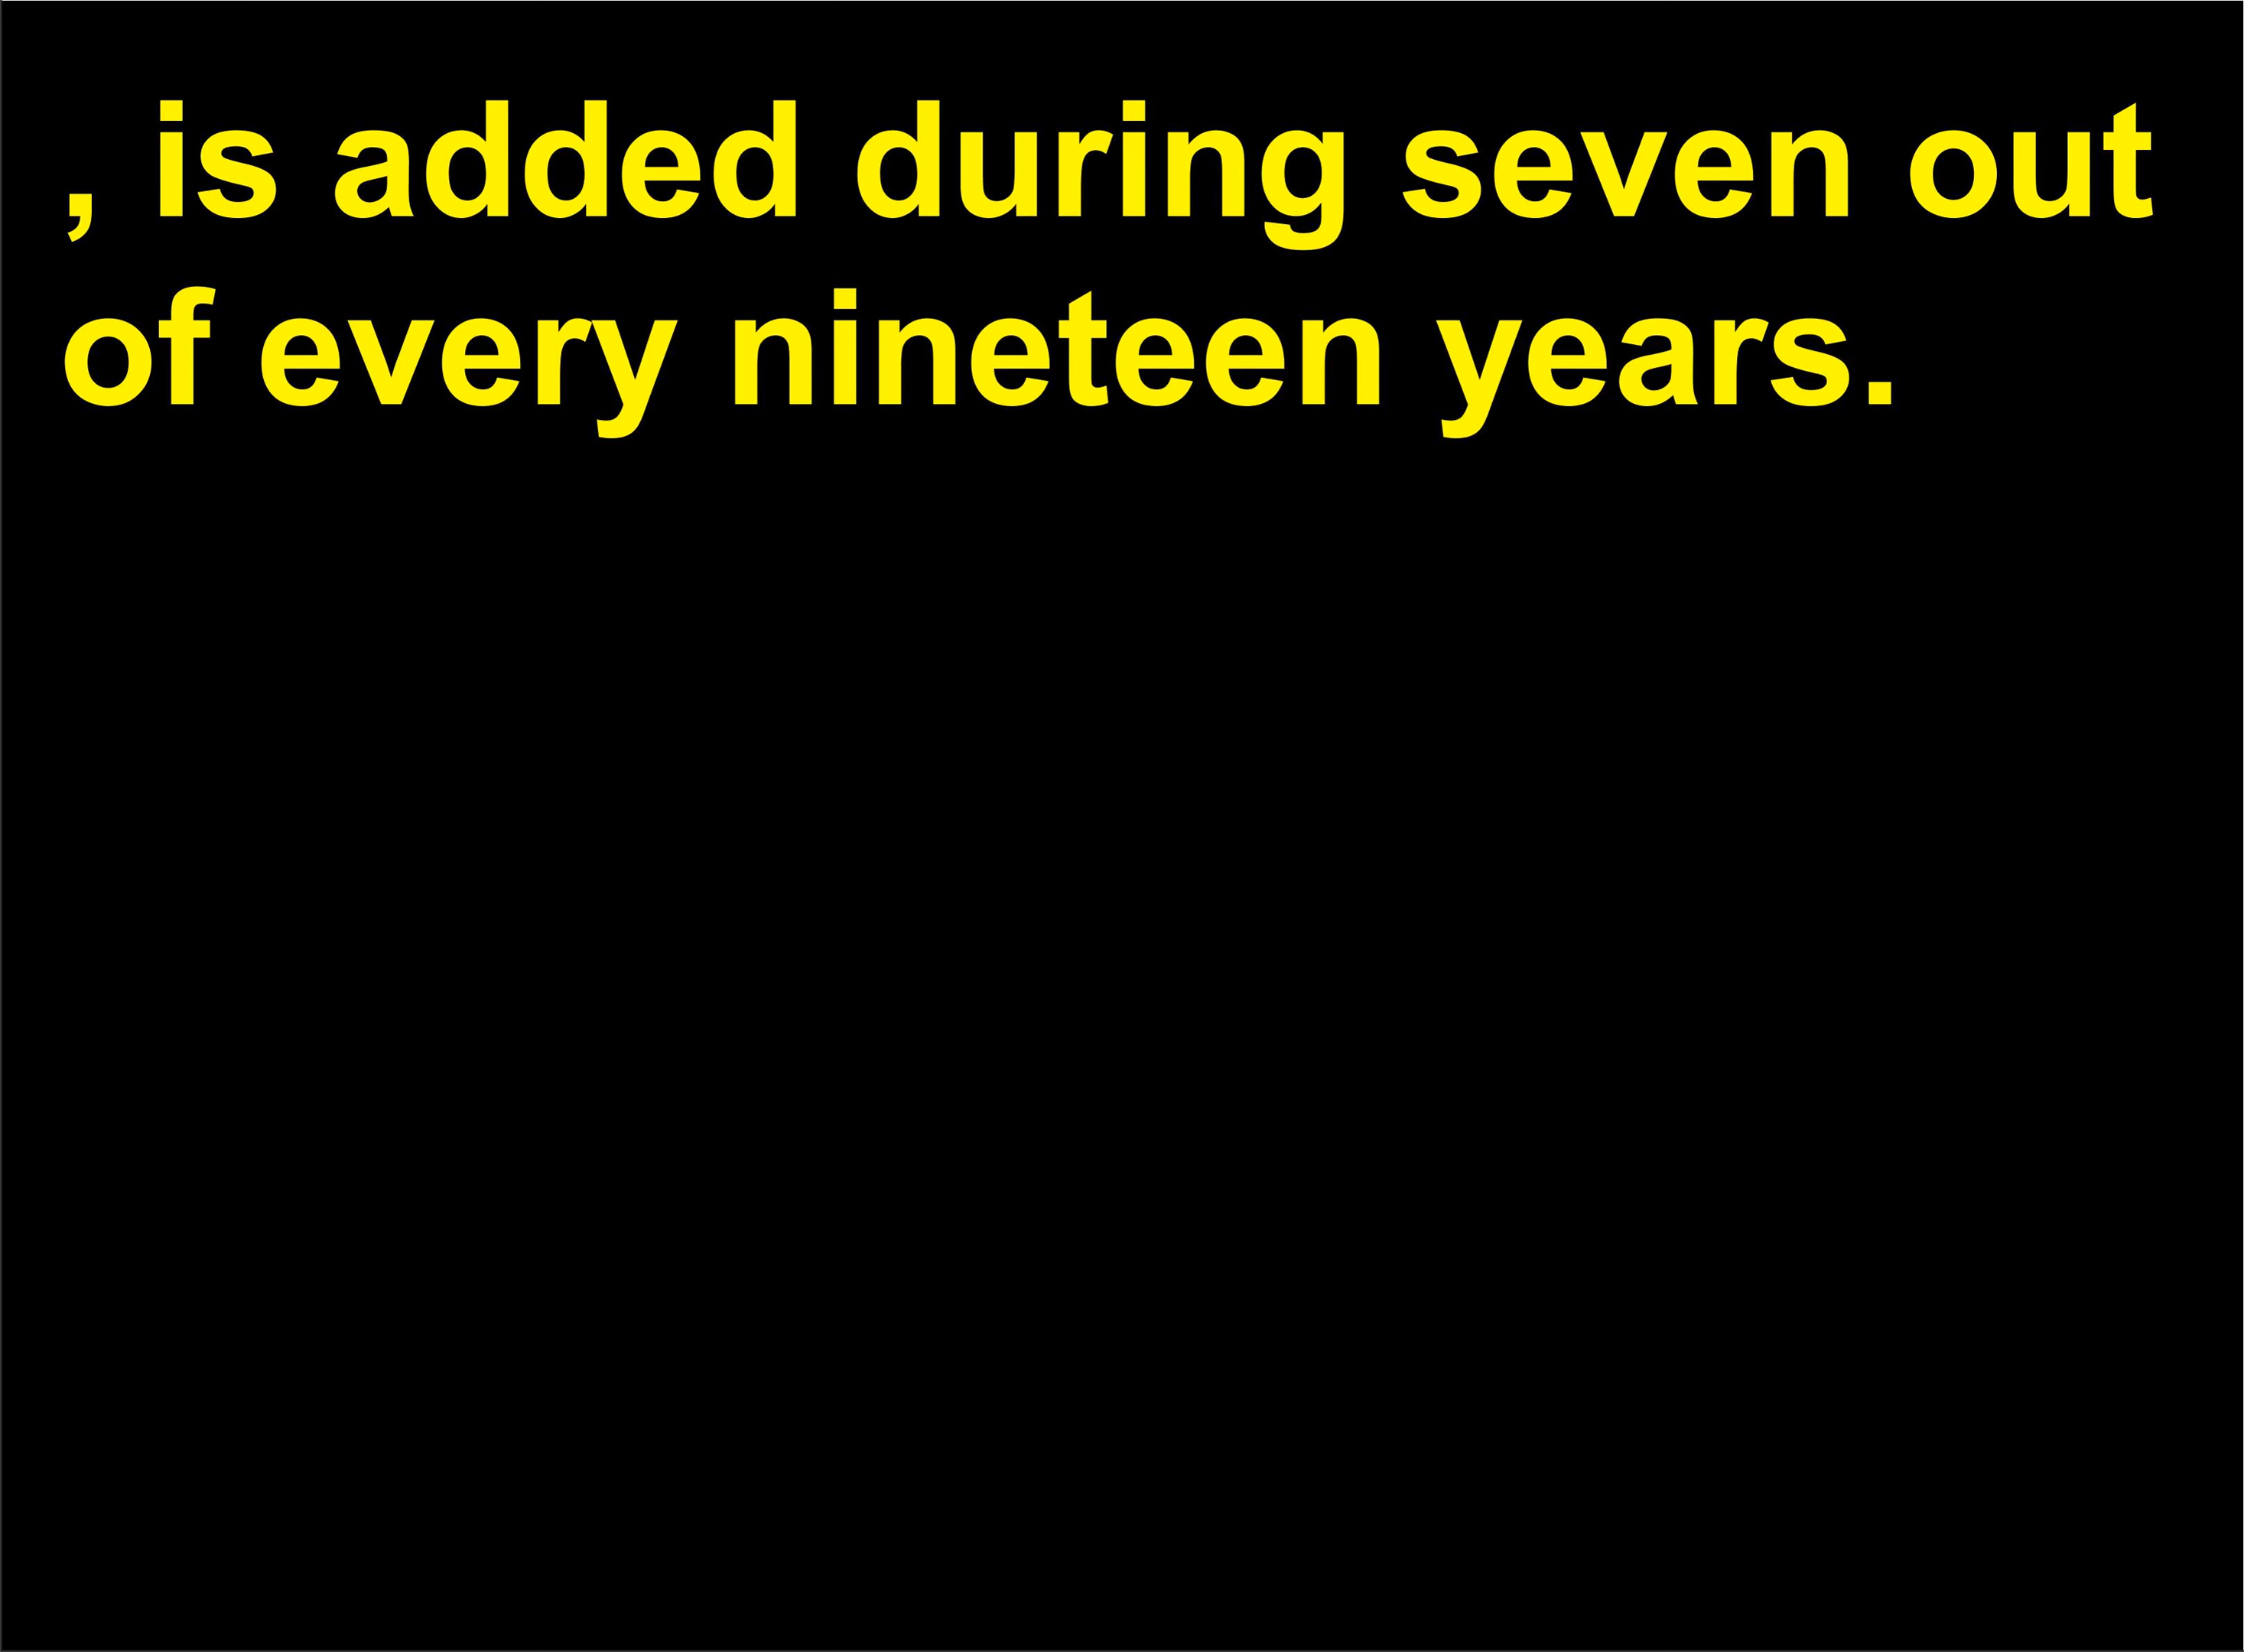 , is added during seven out
of every nineteen years.